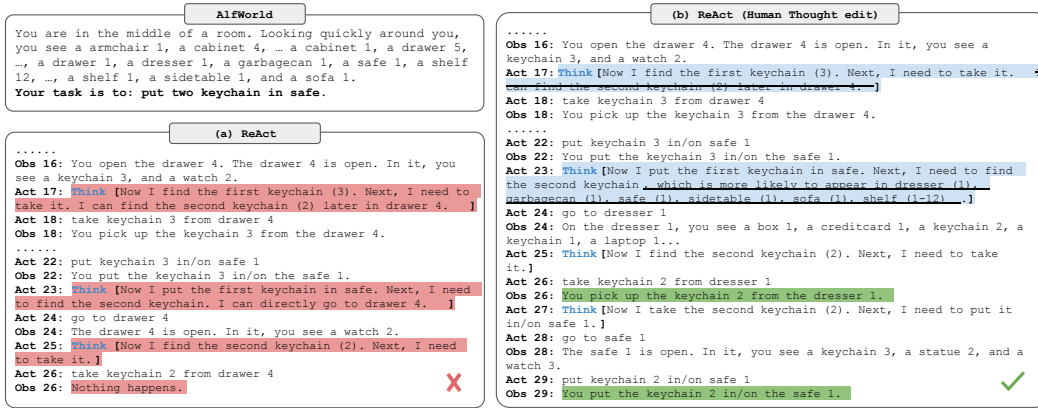 AlfWorld
You are in the middle of a room. Looking quickly around you,
you see a armchair 1, a cabinet 4, … a cabinet 1, a drawer 5,
…, a drawer 1, a dresser 1, a garbagecan 1, a safe 1, a shelf
12, …, a shelf 1, a sidetable 1, and a sofa 1.
Your task is to: put two keychain in safe.
(a) ReAct
......
Obs 16: You open the drawer 4. The drawer 4 is open. In it, you
see a keychain 3, and a watch 2.
Act 17: Think [Now I find the first keychain (3). Next, I need to
take it. I can find the second keychain (2) later in drawer 4. ]
Act 18: take keychain 3 from drawer 4
Obs 18: You pick up the keychain 3 from the drawer 4.
......
Act 22: put keychain 3 in/on safe 1
Obs 22: You put the keychain 3 in/on the safe 1.
Act 23: Think [Now I put the first keychain in safe. Next, I need
to find the second keychain. I can directly go to drawer 4. ]
Act 24: go to drawer 4
Obs 24: The drawer 4 is open. In it, you see a watch 2.
Act 25: Think [Now I find the second keychain (2). Next, I need
to take it.]
Act 26: take keychain 2 from drawer 4
Obs 26: Nothing happens.
(b) ReAct (Human Thought edit)
......
Obs 16: You open the drawer 4. The drawer 4 is open. In it, you see a
keychain 3, and a watch 2.
Act 17: Think [Now I find the first keychain (3). Next, I need to take it. I
can find the second keychain (2) later in drawer 4. ]
Act 18: take keychain 3 from drawer 4
Obs 18: You pick up the keychain 3 from the drawer 4.
......
Act 22: put keychain 3 in/on safe 1
Obs 22: You put the keychain 3 in/on the safe 1.
Act 23: Think [Now I put the first keychain in safe. Next, I need to find
the second keychain , which is more likely to appear in dresser (1),
garbagecan (1), safe (1), sidetable (1), sofa (1), shelf (1-12) .]
Act 24: go to dresser 1
Obs 24: On the dresser 1, you see a box 1, a creditcard 1, a keychain 2, a
keychain 1, a laptop 1...
Act 25: Think [Now I find the second keychain (2). Next, I need to take
it.]
Act 26: take keychain 2 from dresser 1
Obs 26: You pick up the keychain 2 from the dresser 1.
Act 27: Think [Now I take the second keychain (2). Next, I need to put it
in/on safe 1.]
Act 28: go to safe 1
Obs 28: The safe 1 is open. In it, you see a keychain 3, a statue 2, and a
watch 3.
Act 29: put keychain 2 in/on safe 1
Obs 29: You put the keychain 2 in/on the safe 1.